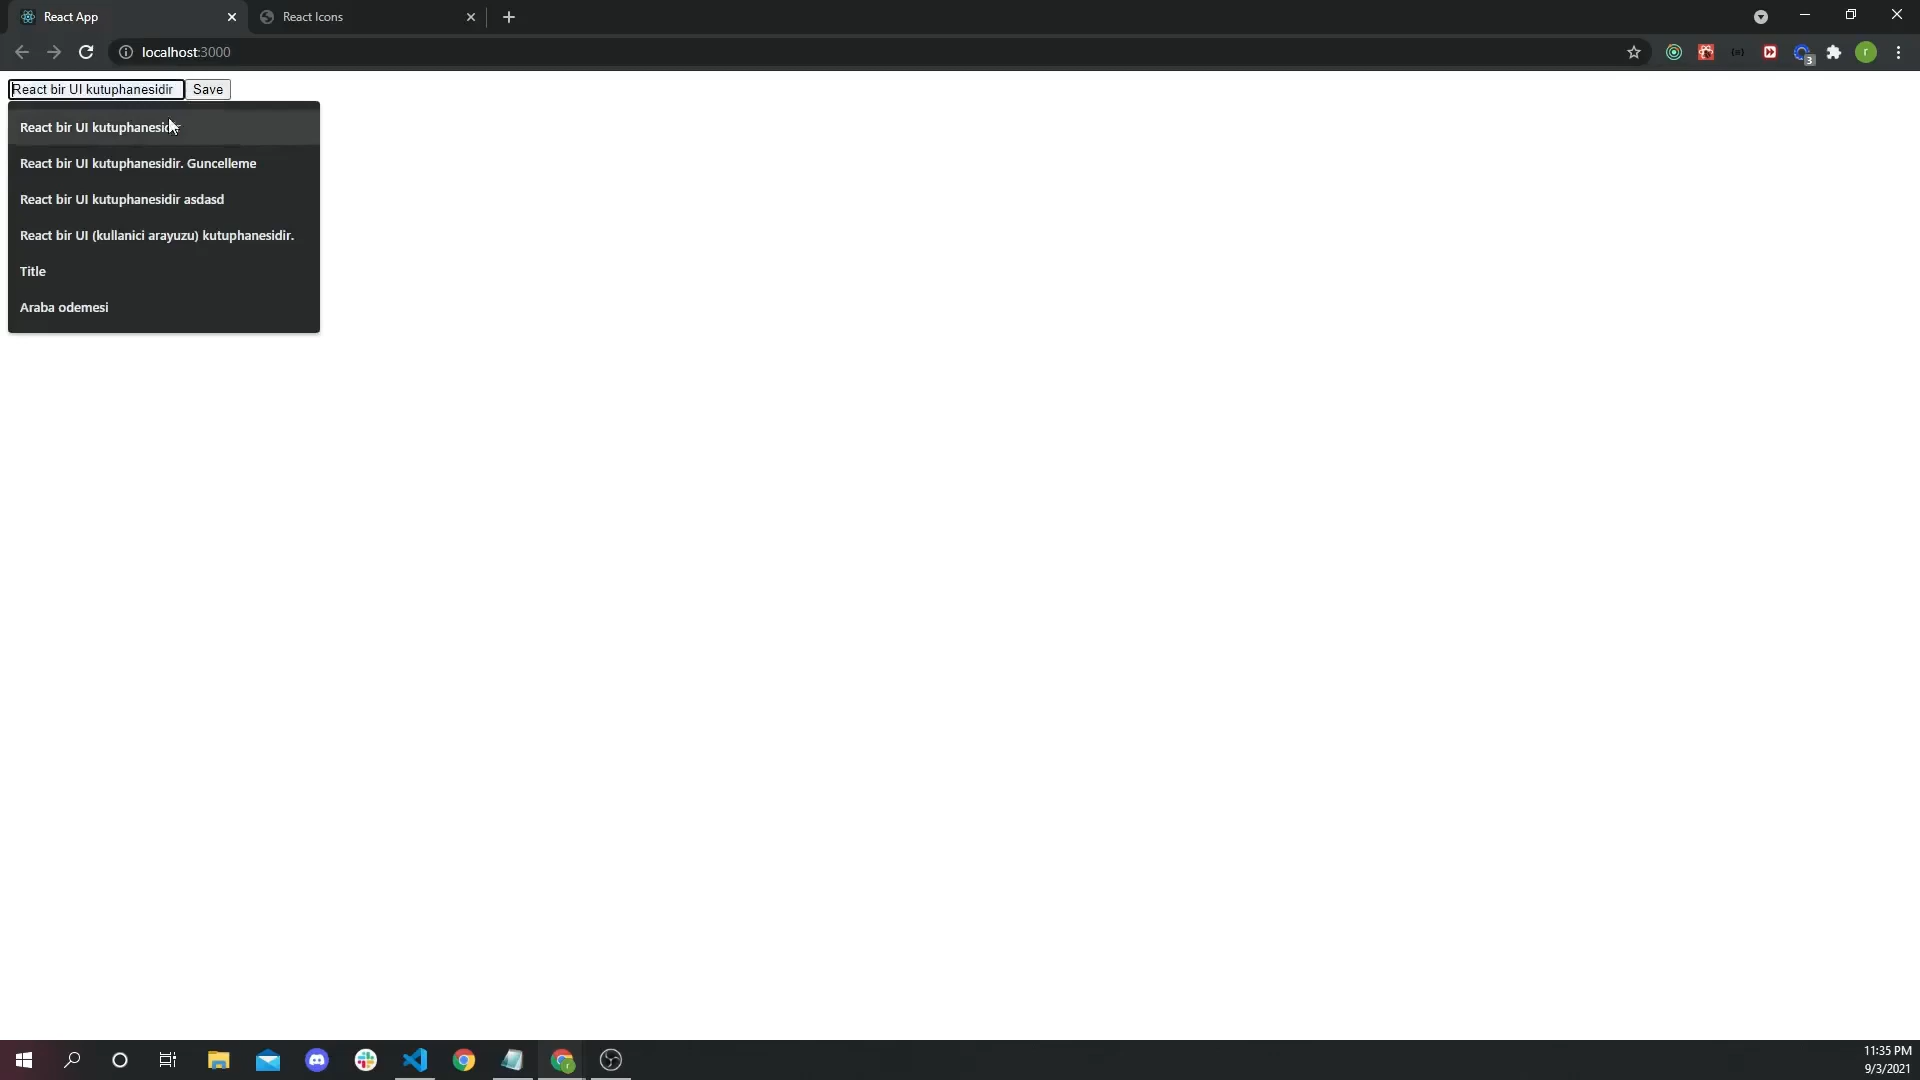 React App
React Icons
localhost:3000
React bir UI kutuphanesidir
Save
React bir UI kutuphanesidir
React bir UI kutuphanesidir. Guncelleme
React bir UI kutuphanesidir asdasd
React bir UI (kullanici arayuzu) kutuphanesidir.
Title
Araba odemesi
3
r
11:35 PM
9/3/2021